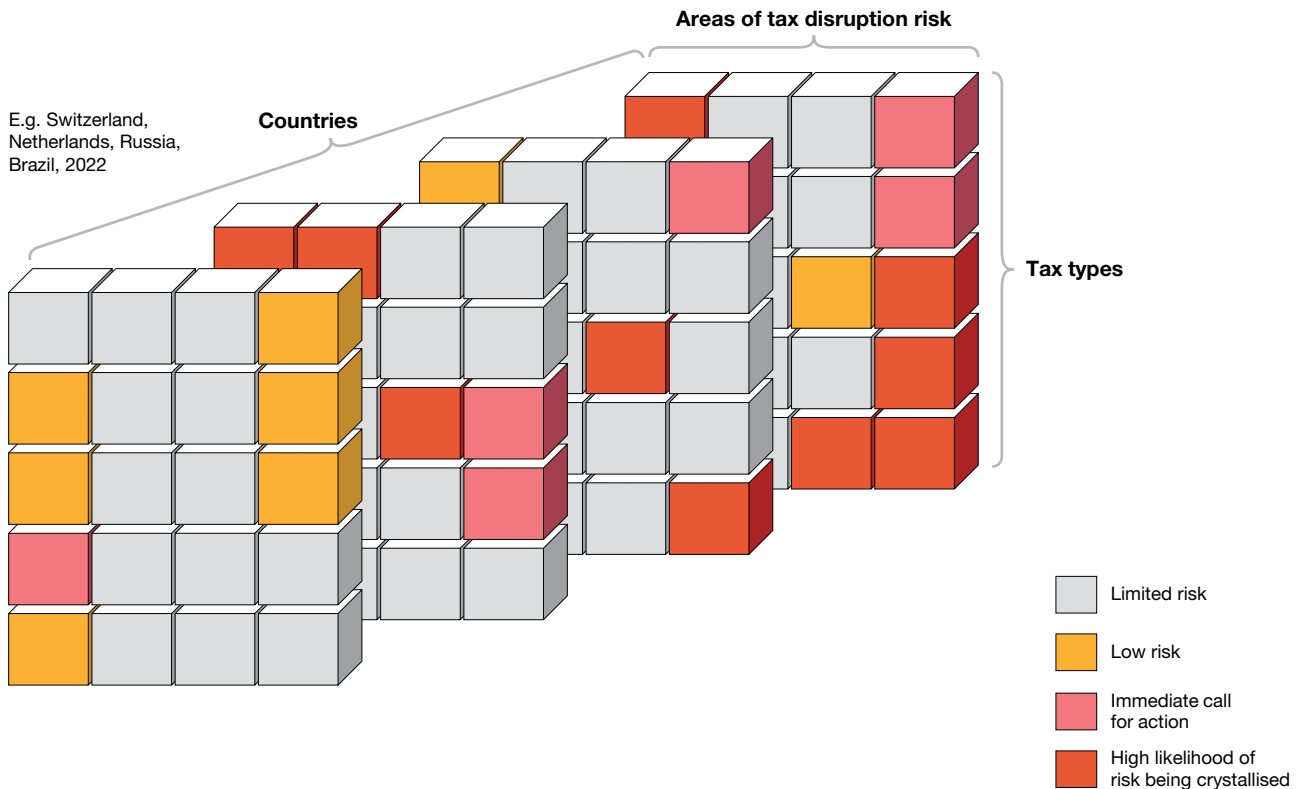 Areas of tax disruption risk
E.g. Switzerland,
Netherlands, Russia,
Brazil, 2022
Countries
Tax types
Limited risk
Low risk
Immediate call
for action
High likelihood of
risk being crystallised